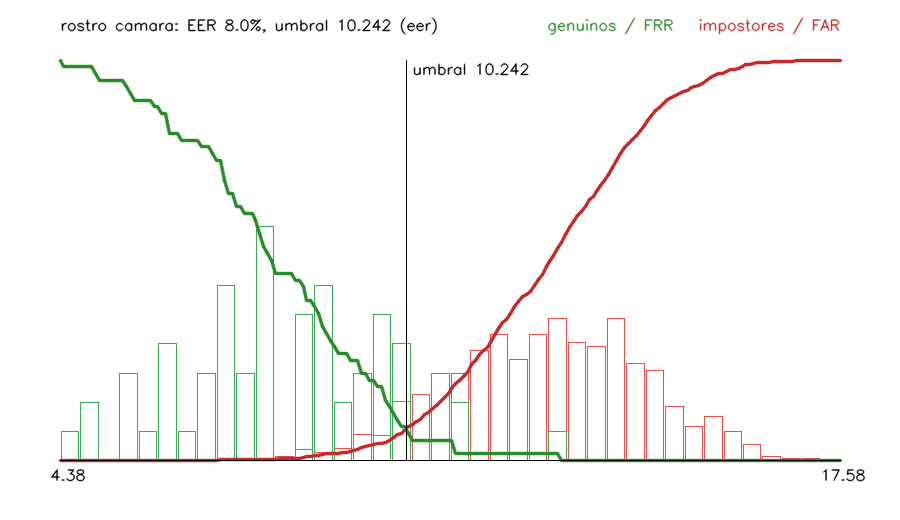 rostro camara: EER 8.0%, umbral 10.242 (eer)
genuinos / FRR
impostores / FAR
umbral 10.242
4.38
17.58